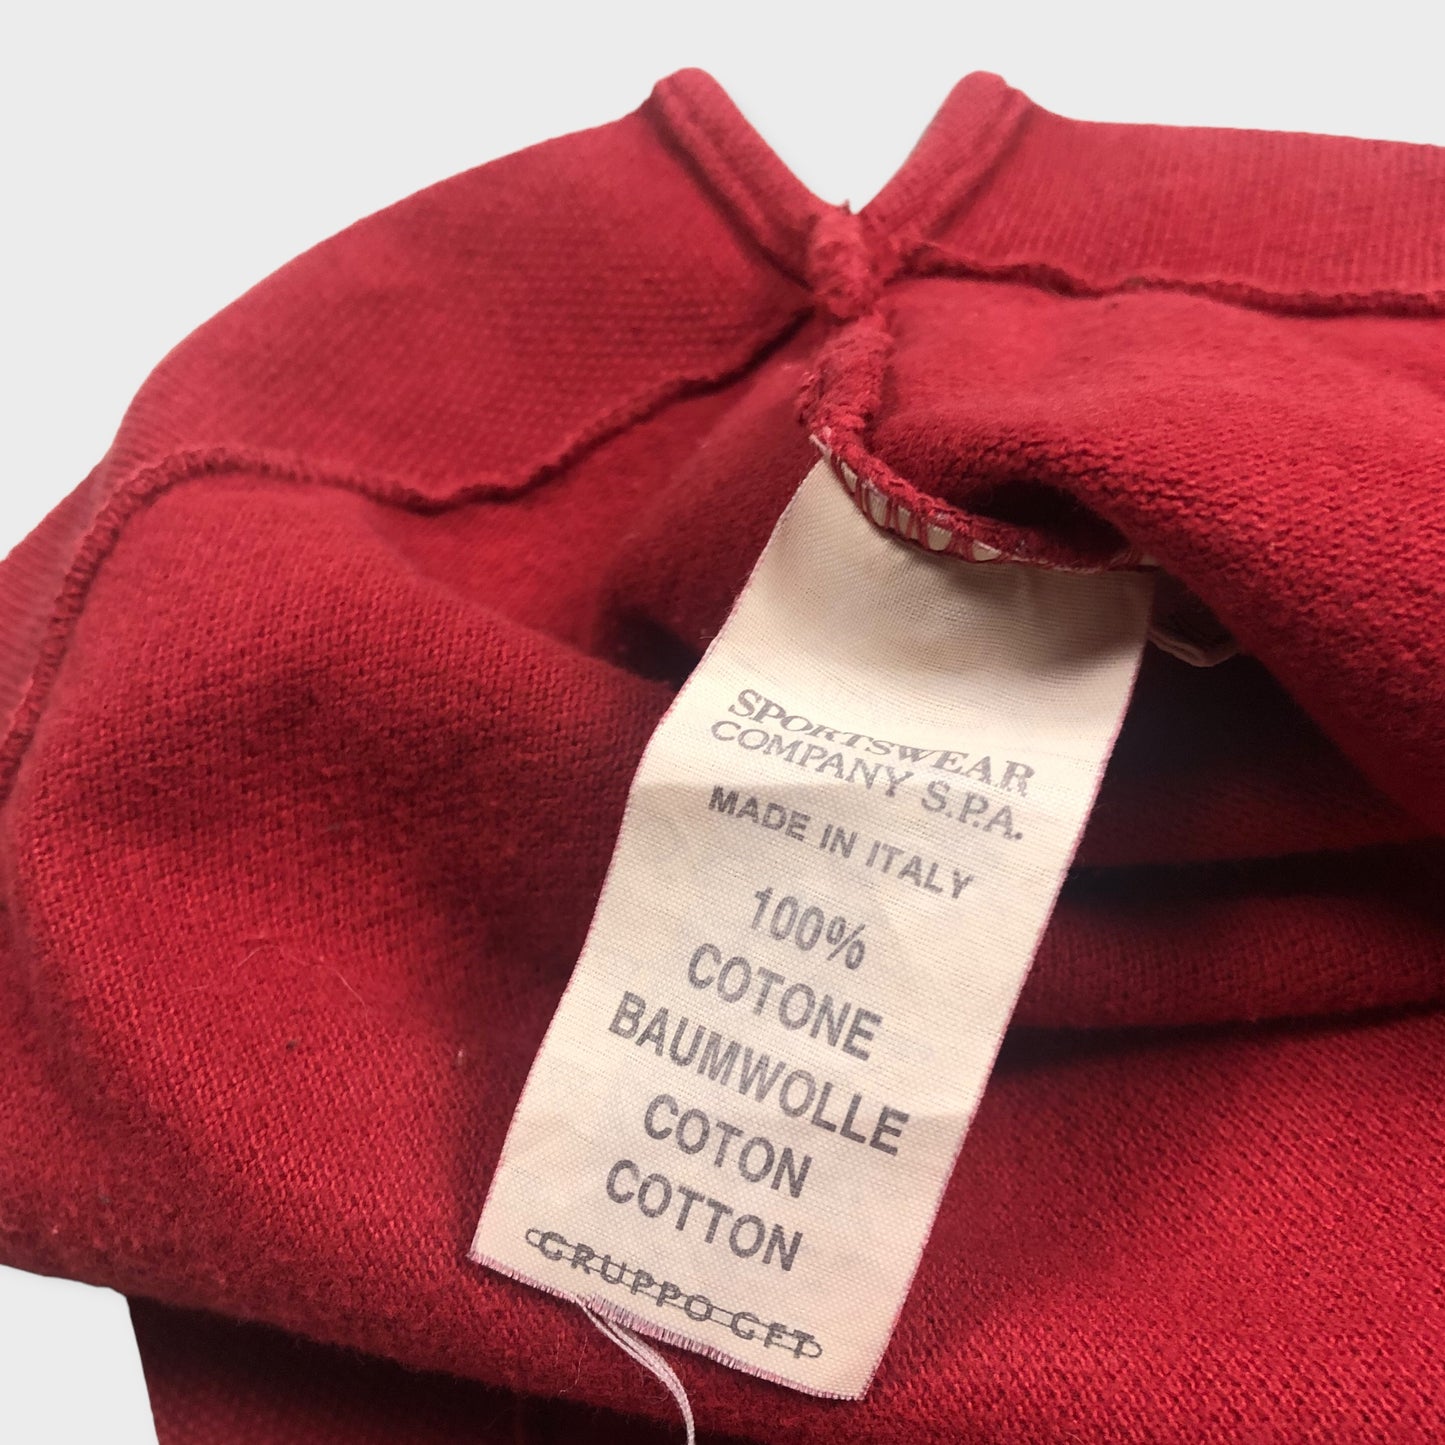 SPORTSWEAR
COMPANY S.P.A.
MADE IN ITALY
100%
COTONE
BAUMWOLLE
COTON
COTTON
GRUPPO GFT